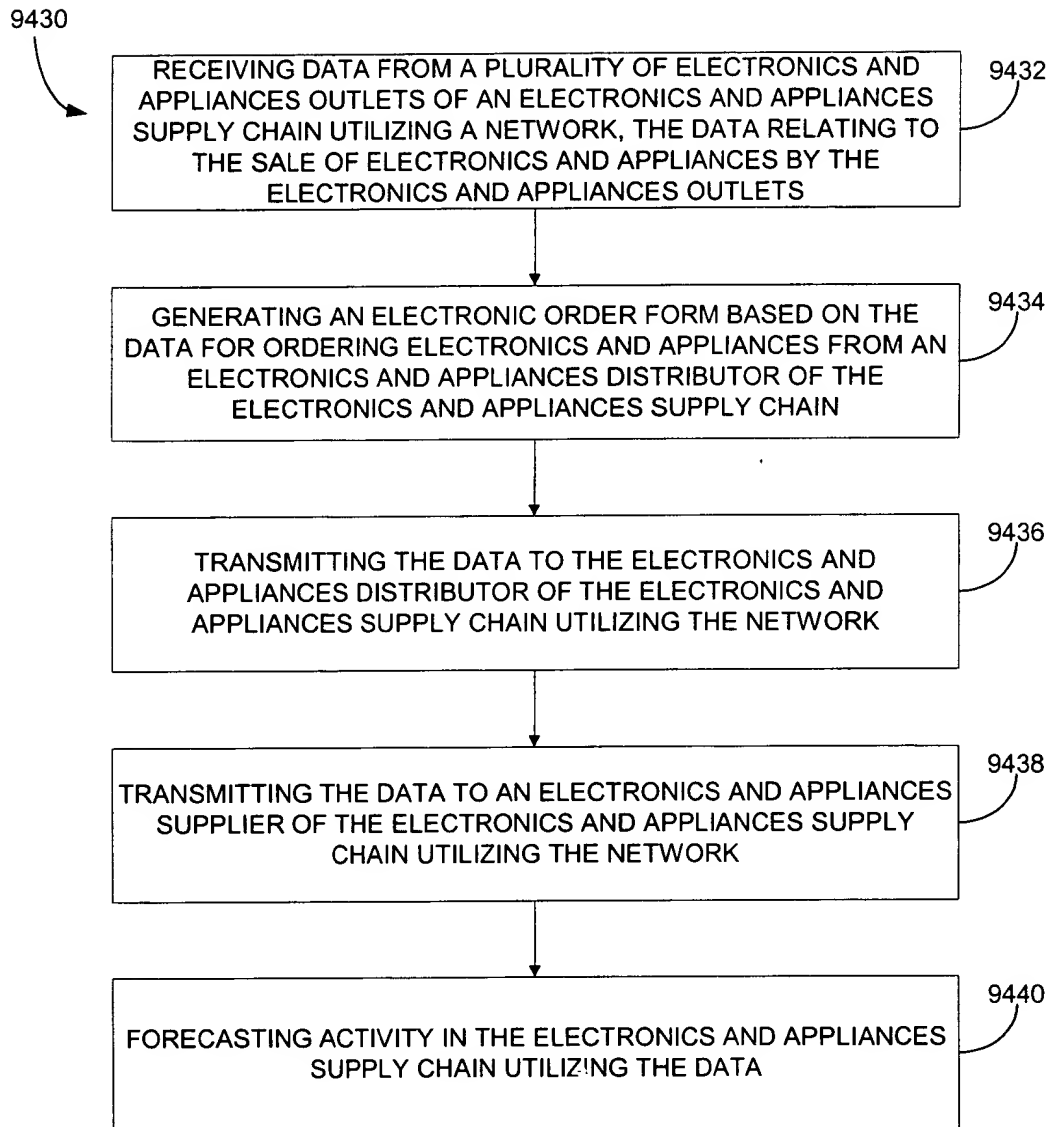 9430
RECEIVING DATA FROM A PLURALITY OF ELECTRONICS AND
APPLIANCES OUTLETS OF AN ELECTRONICS AND APPLIANCES
SUPPLY CHAIN UTILIZING A NETWORK, THE DATA RELATING TO
THE SALE OF ELECTRONICS AND APPLIANCES BY THE
ELECTRONICS AND APPLIANCES OUTLETS
9432
GENERATING AN ELECTRONIC ORDER FORM BASED ON THE
DATA FOR ORDERING ELECTRONICS AND APPLIANCES FROM AN
ELECTRONICS AND APPLIANCES DISTRIBUTOR OF THE
ELECTRONICS AND APPLIANCES SUPPLY CHAIN
9434
TRANSMITTING THE DATA TO THE ELECTRONICS AND
APPLIANCES DISTRIBUTOR OF THE ELECTRONICS AND
APPLIANCES SUPPLY CHAIN UTILIZING THE NETWORK
9436
TRANSMITTING THE DATA TO AN ELECTRONICS AND APPLIANCES
SUPPLIER OF THE ELECTRONICS AND APPLIANCES SUPPLY
CHAIN UTILIZING THE NETWORK
9438
FORECASTING ACTIVITY IN THE ELECTRONICS AND APPLIANCES
SUPPLY CHAIN UTILIZING THE DATA
9440